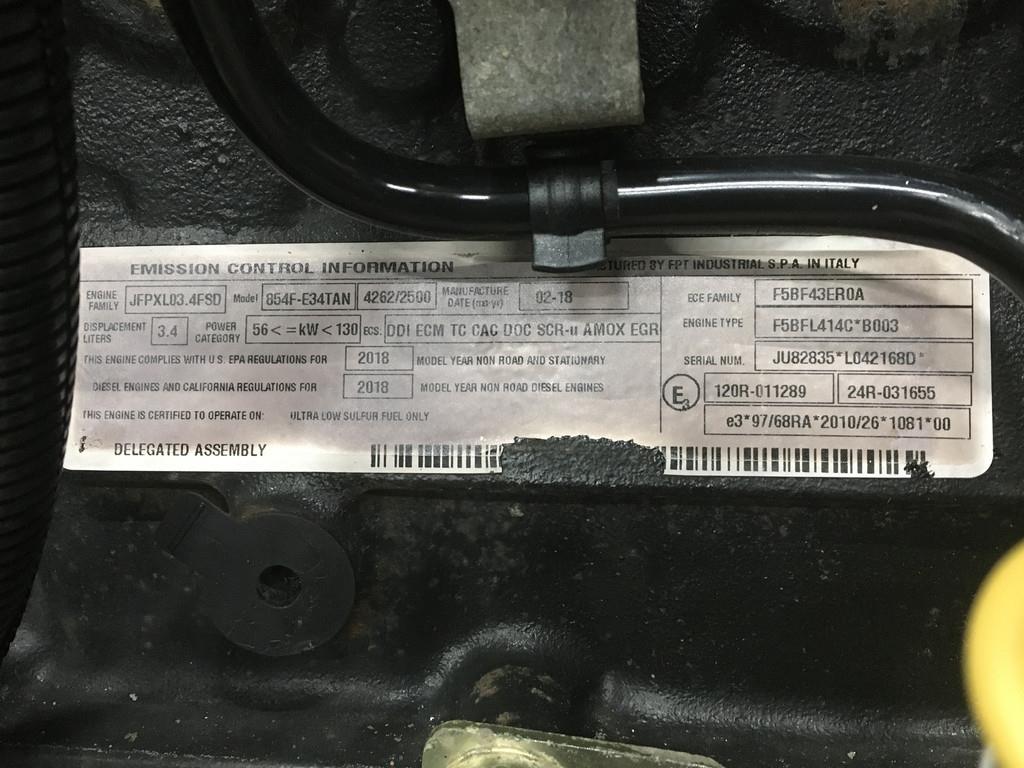 EMISSION CONTROL INFORMATION
BY FPT INDUSTRIAL S.P.A. IN ITALY
ENGINE FAMILY JFPXL03.4FSD Model 854F-E34TAN 4262/2500 MANUFACTURE DATE 02-18
DISPLACEMENT LITERS 3.4 POWER CATEGORY 56<=kW<130 ECS: DDI ECM TC CAC DOC SCR-u AMOX EGR
THIS ENGINE COMPLIES WITH U.S. EPA REGULATIONS FOR 2018 MODEL YEAR NON ROAD AND STATIONARY
DIESEL ENGINES AND CALIFORNIA REGULATIONS FOR 2018 MODEL YEAR NON ROAD DIESEL ENGINES
THIS ENGINE IS CERTIFIED TO OPERATE ON: ULTRA LOW SULFUR FUEL ONLY
DELEGATED ASSEMBLY
ECE FAMILY F5BF43ER0A
ENGINE TYPE F5BFL414C*B003
SERIAL NUM. JU82835*L042168D*
E3 120R-011289 24R-031655
e3*97/68RA*2010/26*1081*00